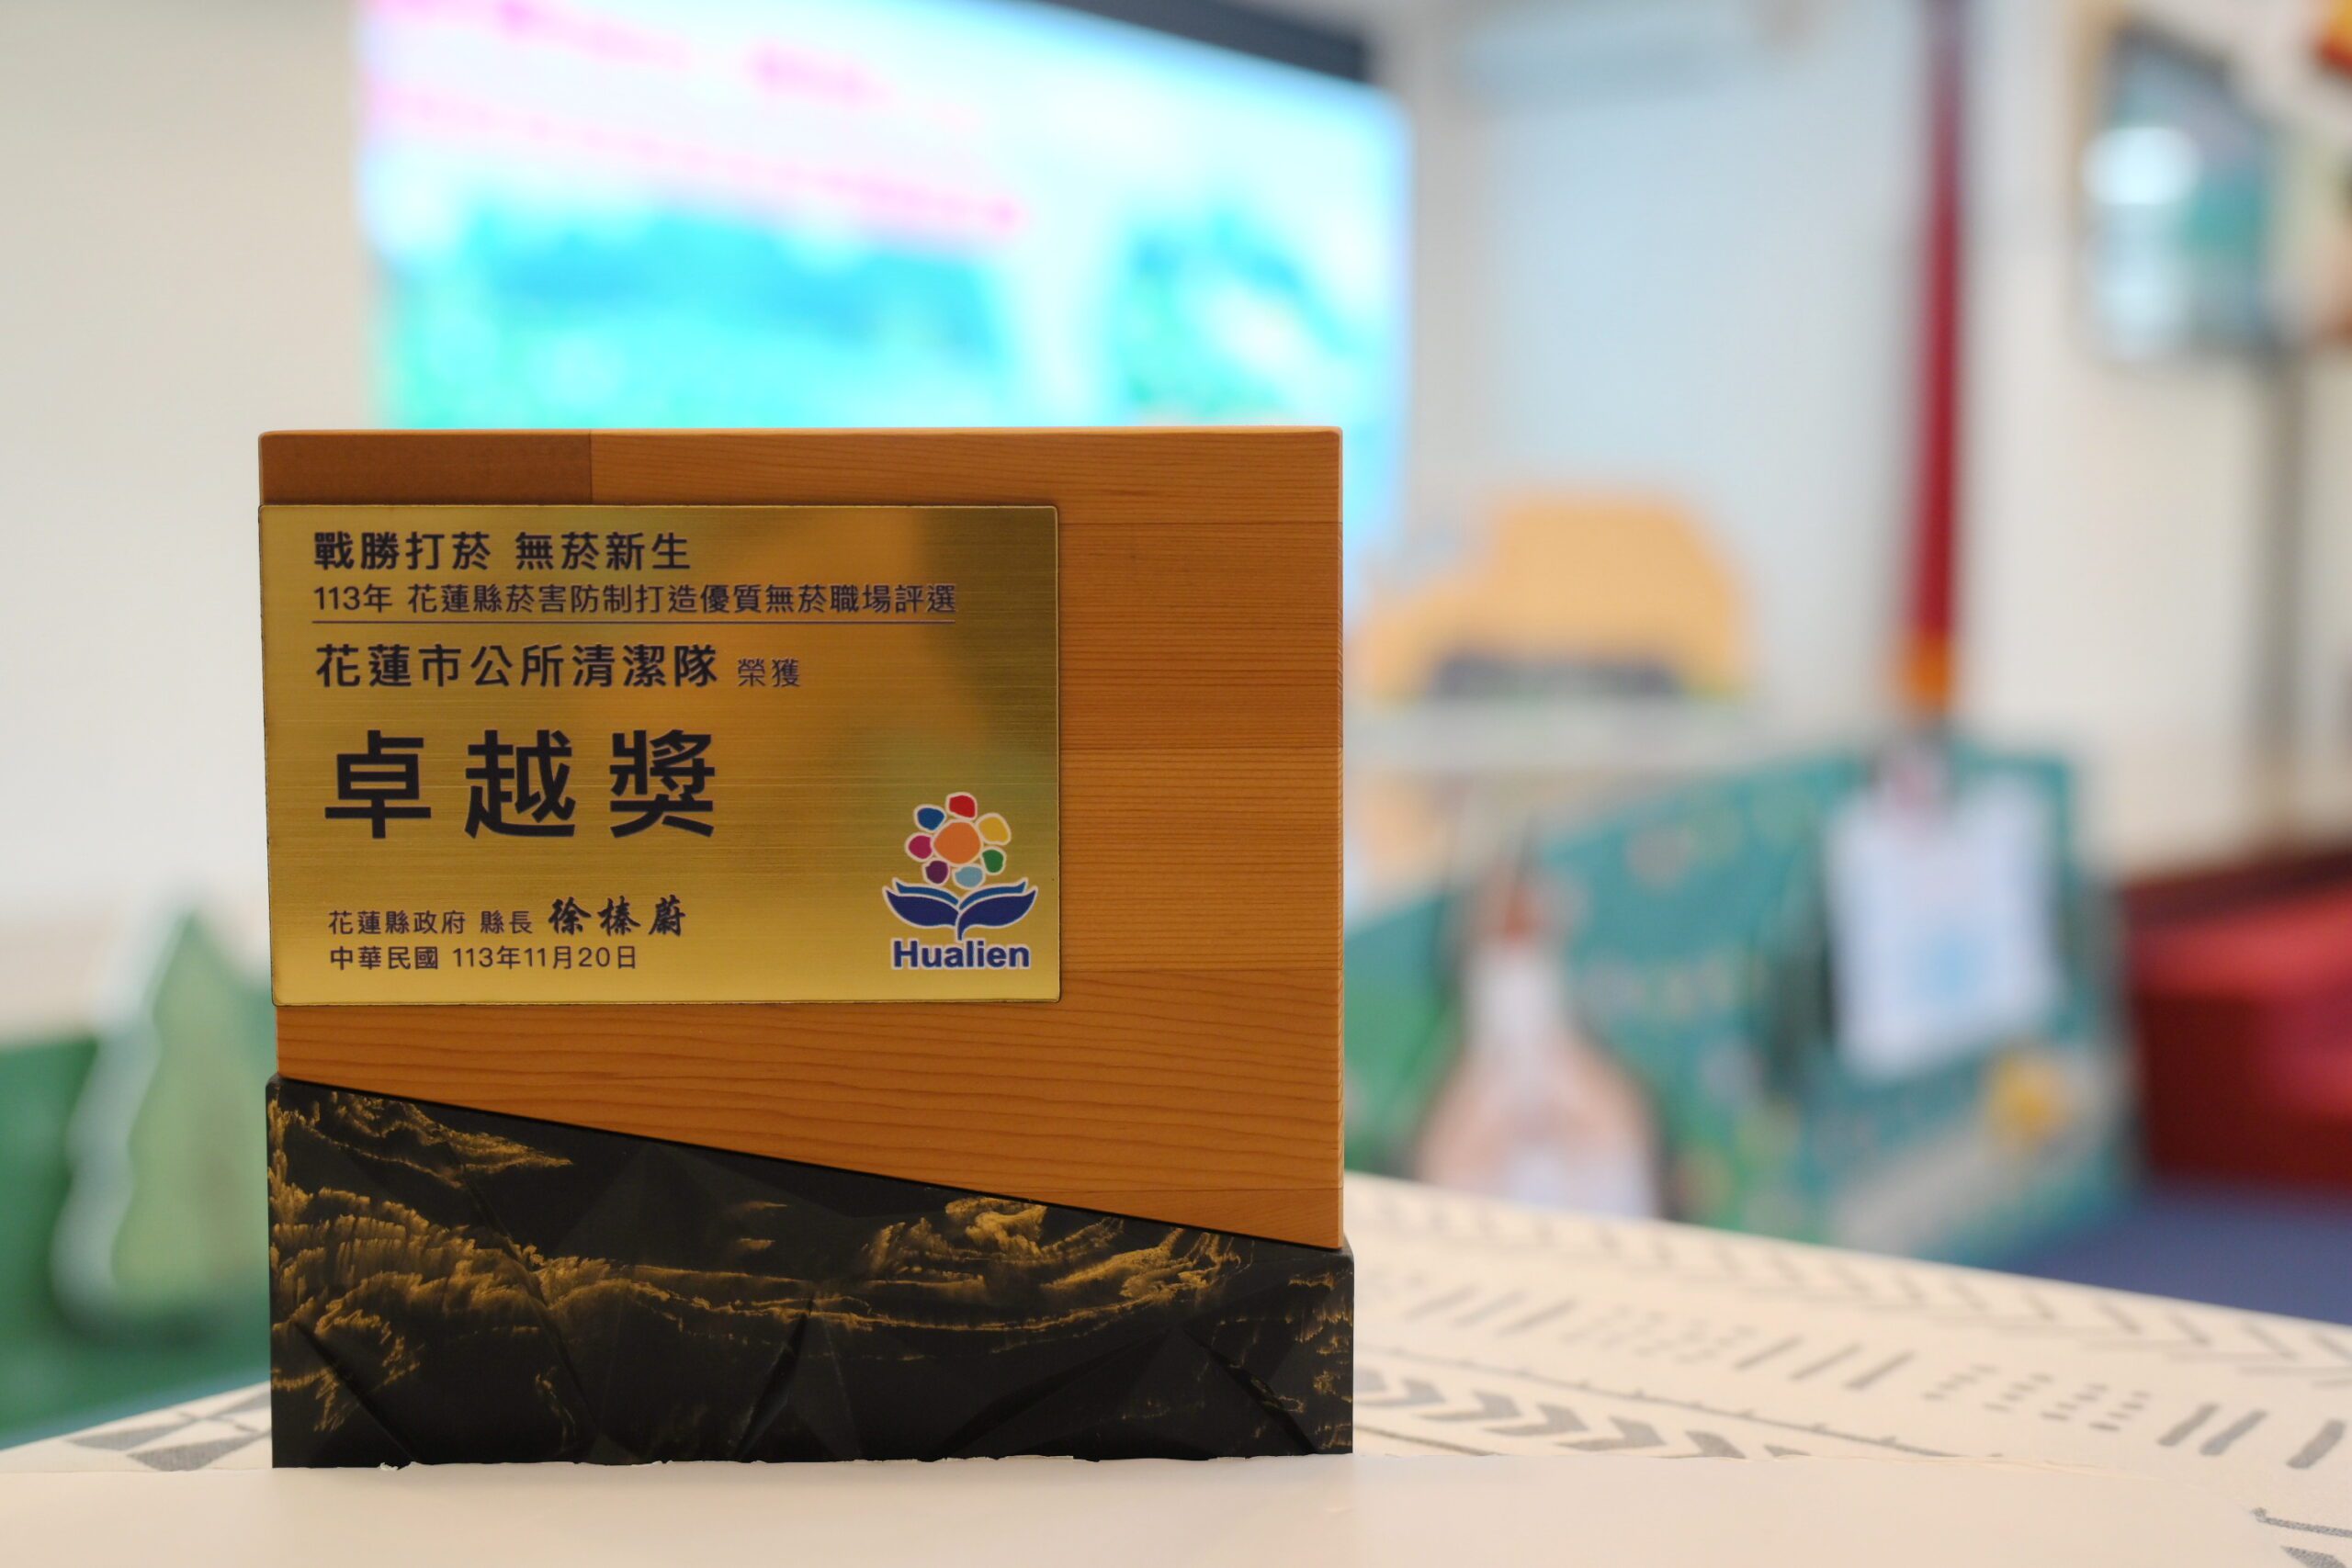 戰勝打菸 無菸新生
113年 花蓮縣菸害防制打造優質無菸職場評選
花蓮市公所清潔隊 榮獲
卓越獎
花蓮縣政府 縣長 徐榛蔚
中華民國 113年11月20日
Hualien